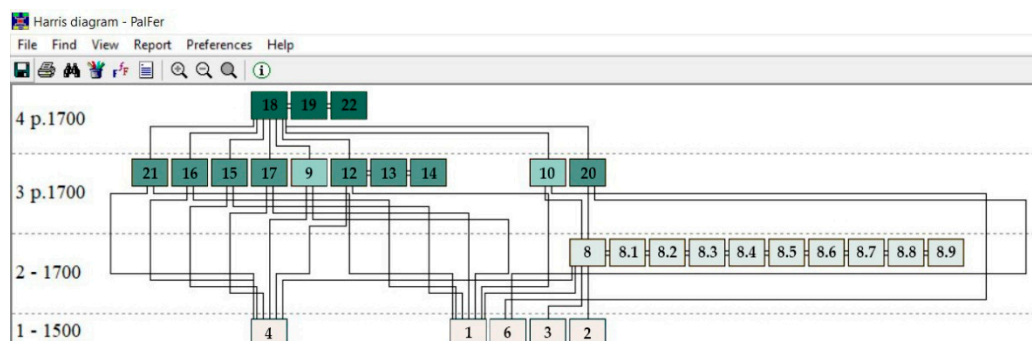 Harris diagram - PalFer
File Find View Report Preferences Help
4 p.1700
18 19 22
3 p.1700
21 16 15 17 9 12 13 14 10 20
2 - 1700
8 8.1 8.2 8.3 8.4 8.5 8.6 8.7 8.8 8.9
1 - 1500
4 1 6 3 2